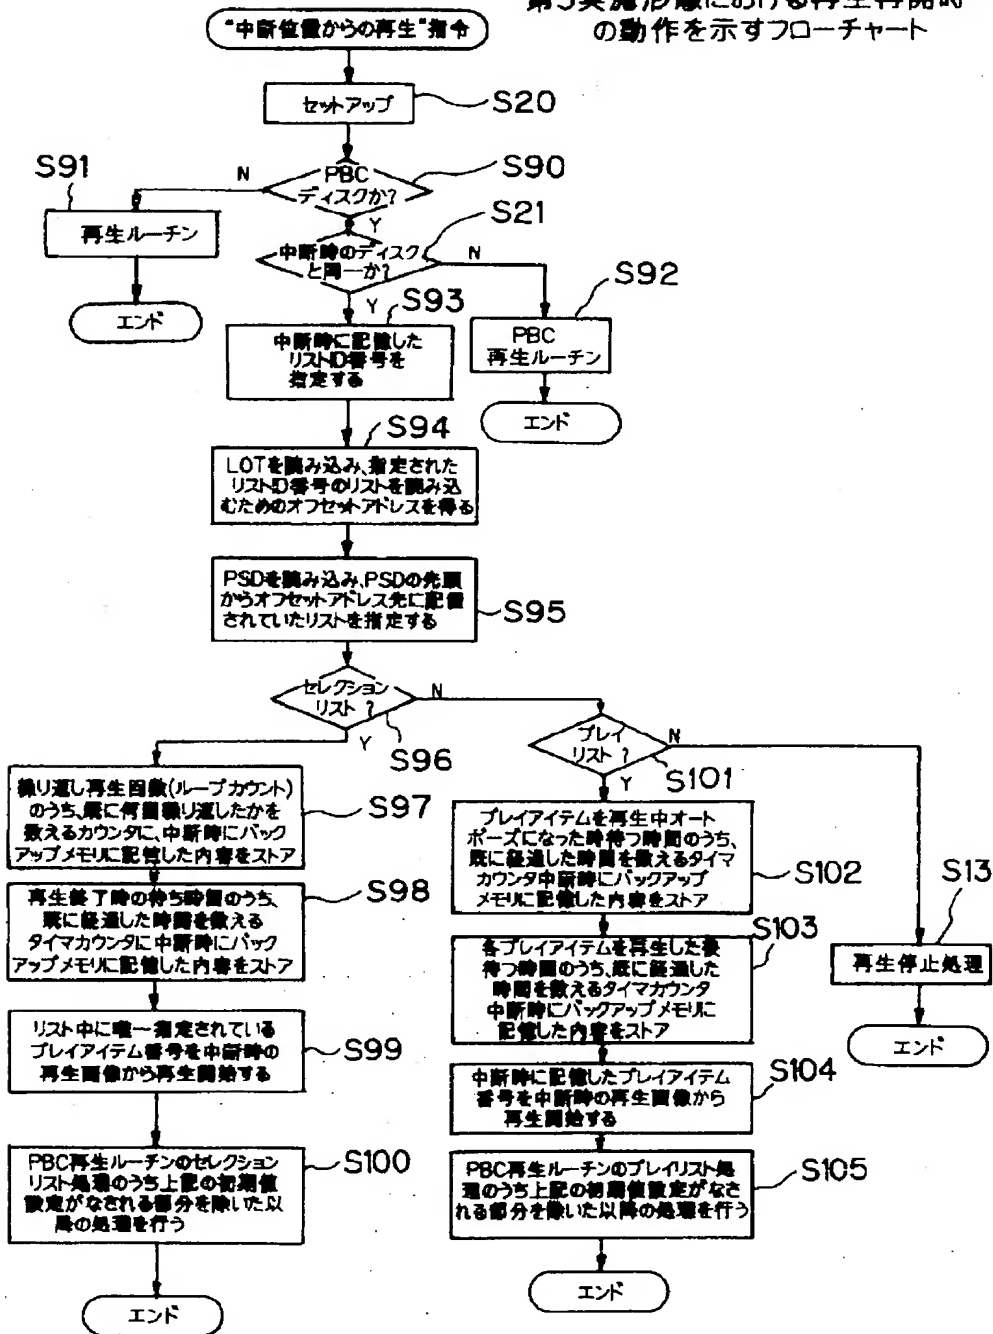 第5実施形態における再生再開時
の動作を示すフローチャート
"中断位置からの再生"指令
セットアップ
S20
PBC
ディスクか?
S90
N
Y
S91
再生ルーチン
エンド
中断時のディスク
と同一か?
S21
N
Y
S92
PBC
再生ルーチン
エンド
S93
中断時に記憶した
リストID番号を
指定する
S94
LOTを読み込み、指定された
リストID番号のリストを読み込
むためのオフセットアドレスを得る
PSDを読み込み、PSDの先頭
からオフセットアドレス先に記憶
されていたリストを指定する
S95
セレクション
リスト ?
N
Y
S96
プレイ
リスト ?
N
Y
S101
繰り返し再生回数(ループカウント)
のうち、既に何回繰り返したかを
数えるカウンタに、中断時にバック
アップメモリに記憶した内容をストア
S97
再生終了時の待ち時間のうち、
既に経過した時間を数える
タイマカウンタに中断時にバック
アップメモリに記憶した内容をストア
S98
リスト中に唯一指定されている
プレイアイテム番号を中断時の
再生画像から再生開始する
S99
PBC再生ルーチンのセレクション
リスト処理のうち上記の初期値
設定がなされる部分を除いた以
降の処理を行う
S100
エンド
プレイアイテムを再生中オート
ポーズになった時待つ時間のうち、
既に経過した時間を数えるタイマ
カウンタ中断時にバックアップ
メモリに記憶した内容をストア
S102
各プレイアイテムを再生した後
待つ時間のうち、既に経過した
時間を数えるタイマカウンタ
中断時にバックアップメモリに
記憶した内容をストア
S103
中断時に記憶したプレイアイテム
番号を中断時の再生画像から
再生開始する
S104
PBC再生ルーチンのプレイリスト処
理のうち上記の初期値設定がなさ
れる部分を除いた以降の処理を行う
S105
エンド
S13
再生停止処理
エンド